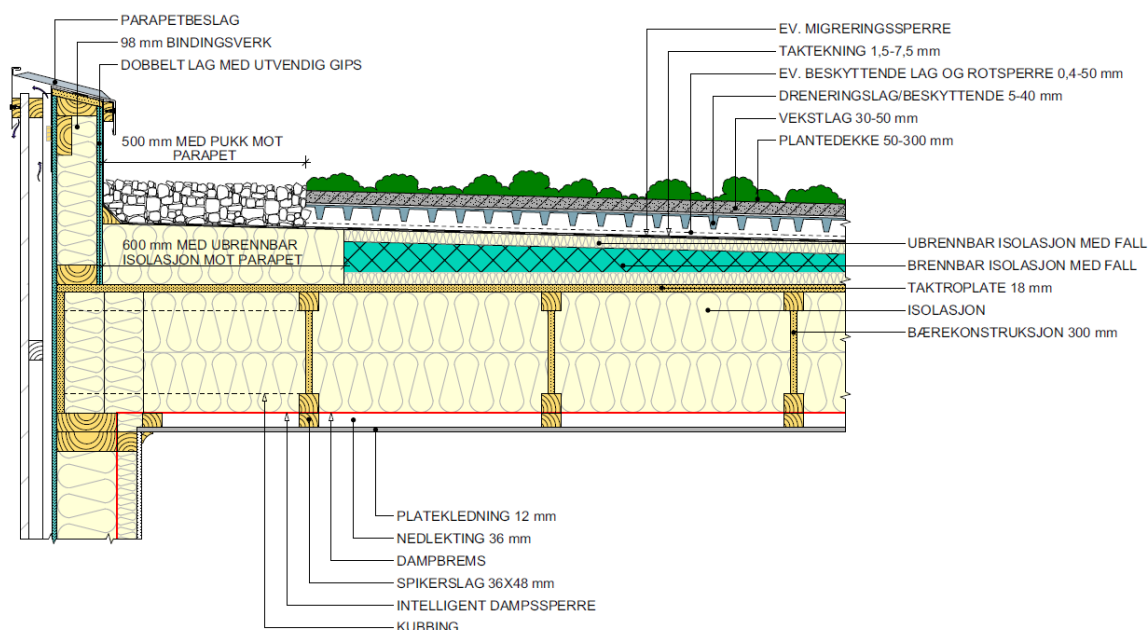 PARAPETBESLAG
98 mm BINDINGSVERK
DOBBELT LAG MED UTVENDIG GIPS
500 mm MED PUKK MOT
PARAPET
600 mm MED UBRENNBAR
ISOLASJON MOT PARAPET
EV. MIGRERINGSSPERRE
TAKTEKNING 1,5-7,5 mm
EV. BESKYTTENDE LAG OG ROTSPERRE 0,4-50 mm
DRENERINGSLAG/BESKYTTENDE 5-40 mm
VEKSTLAG 30-50 mm
PLANTEDEKKE 50-300 mm
UBRENNBAR ISOLASJON MED FALL
BRENNBAR ISOLASJON MED FALL
TAKTROPLATE 18 mm
ISOLASJON
BÆREKONSTRUKSJON 300 mm
PLATEKLEDNING 12 mm
NEDLEKTING 36 mm
DAMPBREMS
SPIKERSLAG 36X48 mm
INTELLIGENT DAMPSSPERRE
KUBBING